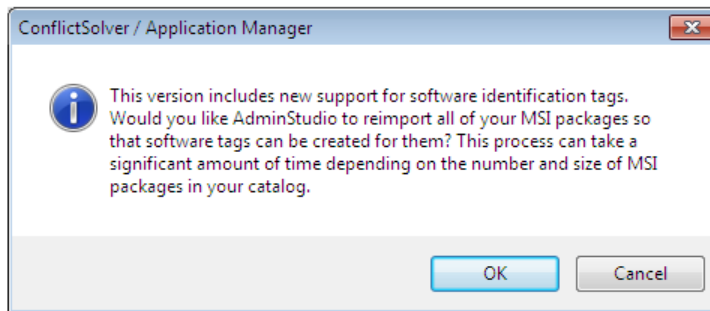 ConflictSolver / Application Manager
This version includes new support for software identification tags.
Would you like AdminStudio to reimport all of your MSI packages so
that software tags can be created for them? This process can take a
significant amount of time depending on the number and size of MSI
packages in your catalog.
OK
Cancel